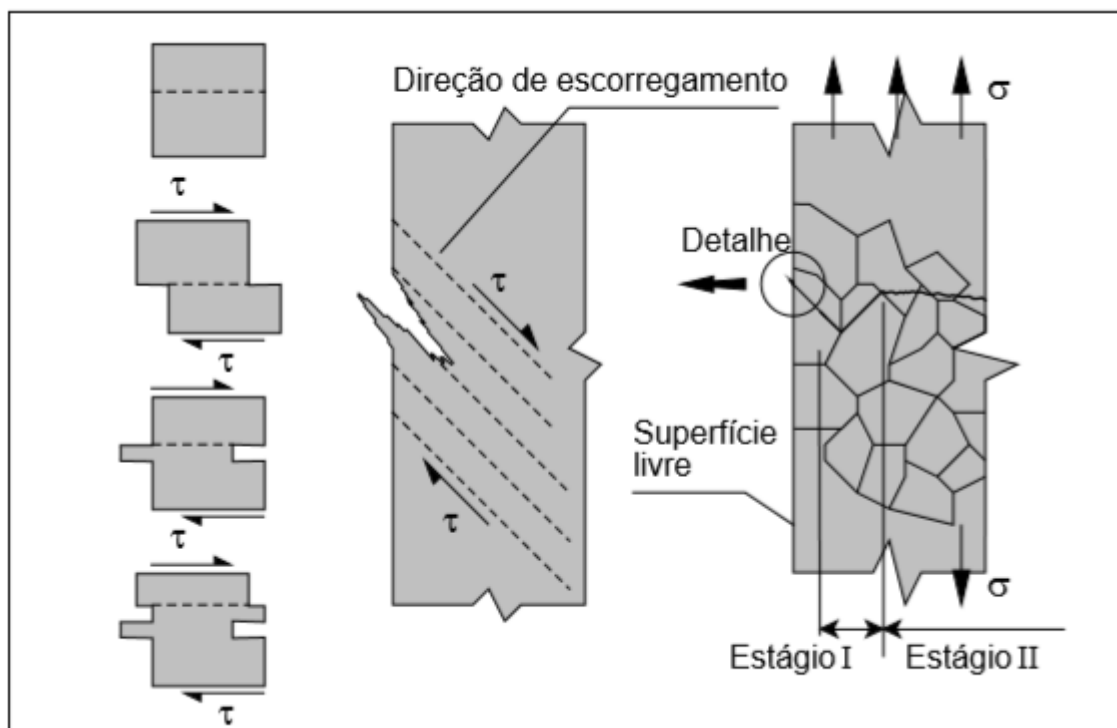 τ
τ
τ
τ
τ
τ
Direção de escorregamento
τ
τ
σ
Detalhe
Superfície
livre
σ
Estágio I
Estágio II